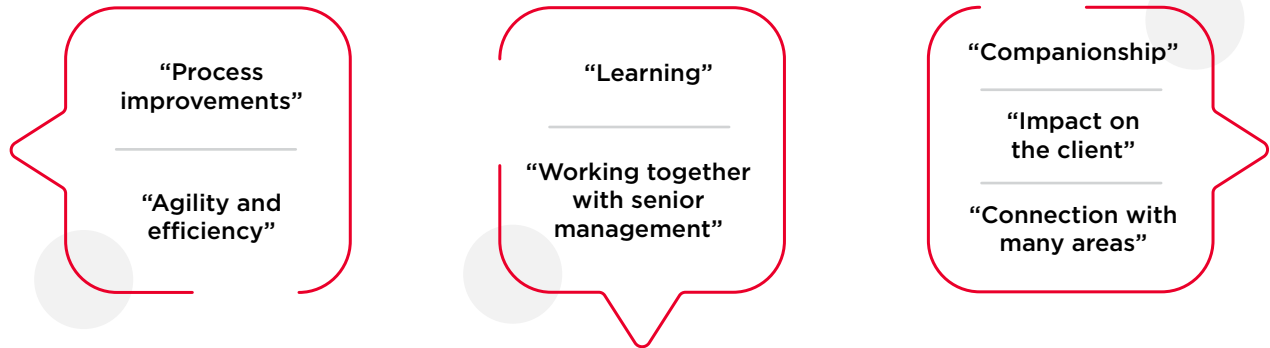 “Process
improvements”
“Agility and
efficiency”
“Learning”
“Working together
with senior
management”
“Companionship”
“Impact on
the client”
“Connection with
many areas”